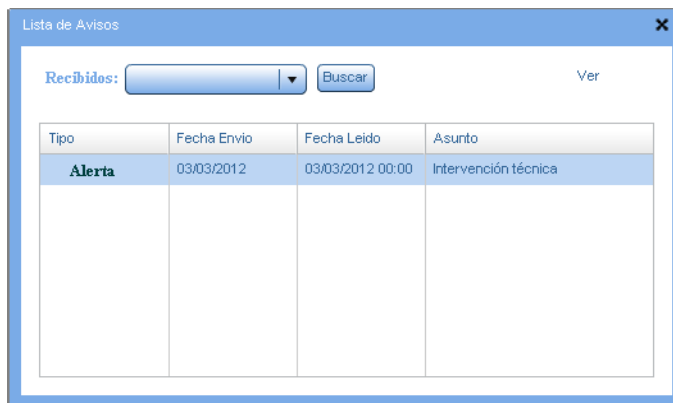 Lista de Avisos
Recibidos: Buscar Ver
Tipo Fecha Envio Fecha Leido Asunto
Alerta 03/03/2012 03/03/2012 00:00 Intervención técnica